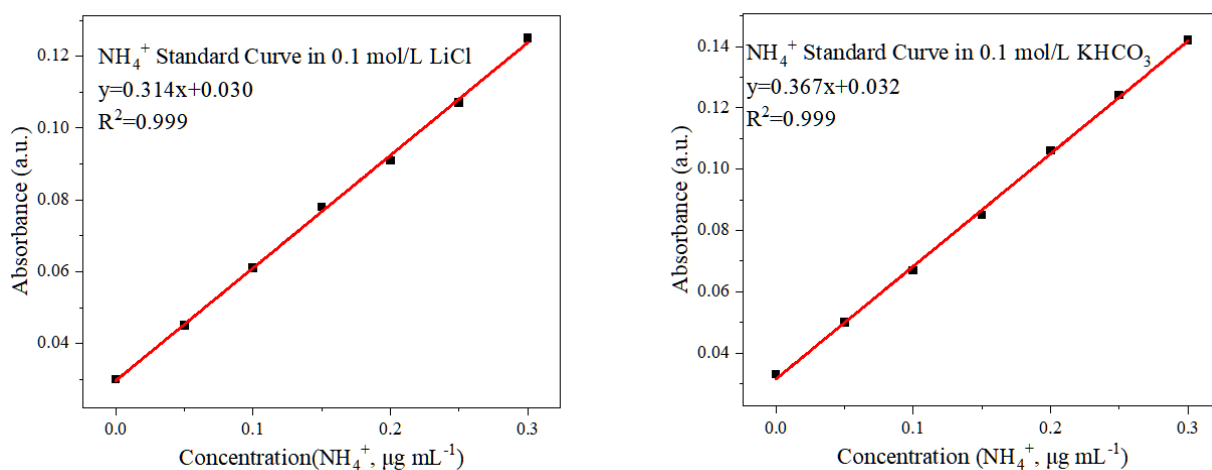 NH₄⁺ Standard Curve in 0.1 mol/L LiCl
y=0.314x+0.030
R²=0.999
0.12
0.10
0.08
0.06
0.04
Absorbance (a.u.)
0.0 0.1 0.2 0.3
Concentration(NH₄⁺, μg mL⁻¹)
NH₄⁺ Standard Curve in 0.1 mol/L KHCO₃
y=0.367x+0.032
R²=0.999
0.14
0.12
0.10
0.08
0.06
0.04
Absorbance (a.u.)
0.0 0.1 0.2 0.3
Concentration (NH₄⁺, μg mL⁻¹)